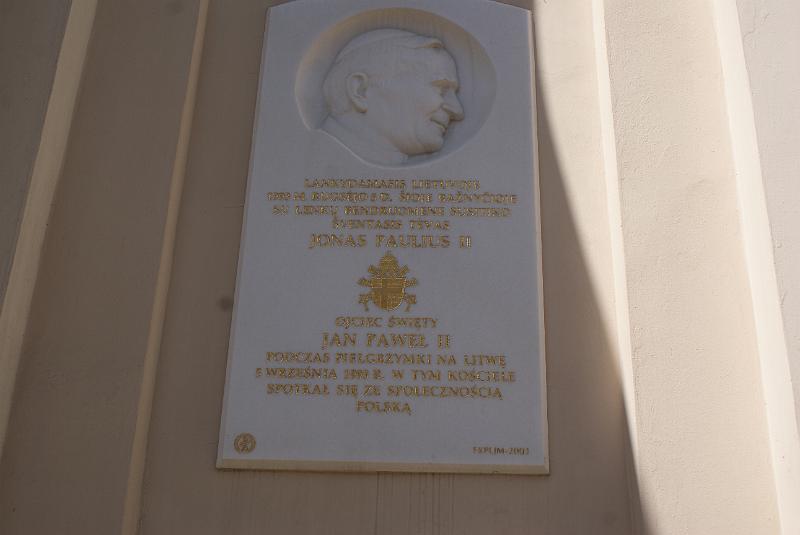 LANKYDAMASIS LIETUVOJE
1993 M. RUGSĖJO 5 D. ŠIOJE BAŽNYČIOJE
SU LENKŲ BENDRUOMENE SUSITIKO
ŠVENTASIS TĖVAS
JONAS PAULIUS II
OJCIEC ŚWIĘTY
JAN PAWEŁ II
PODCZAS PIELGRZYMKI NA LITWĘ
5 WRZEŚNIA 1993 R. W TYM KOŚCIELE
SPOTKAŁ SIĘ ZE SPOŁECZNOŚCIĄ
POLSKĄ